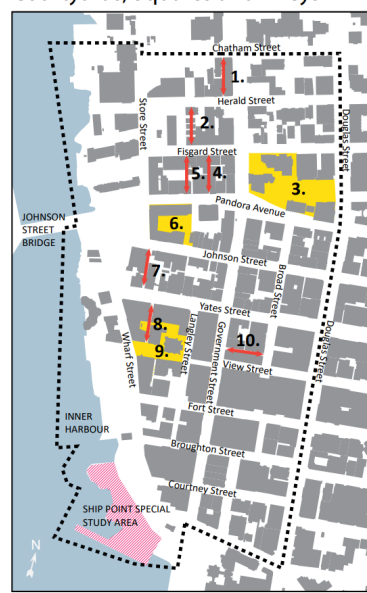 Chatham Street
1.
Herald Street
Store Street
2.
Douglas Street
Fisgard Street
5.
4.
3.
Pandora Avenue
JOHNSON
STREET
BRIDGE
6.
Johnson Street
7.
Broad Street
Yates Street
8.
Langley Street
Government Street
10.
Douglas Street
Wharf Street
9.
View Street
Fort Street
INNER
HARBOUR
Broughton Street
Courtney Street
SHIP POINT SPECIAL
STUDY AREA
N